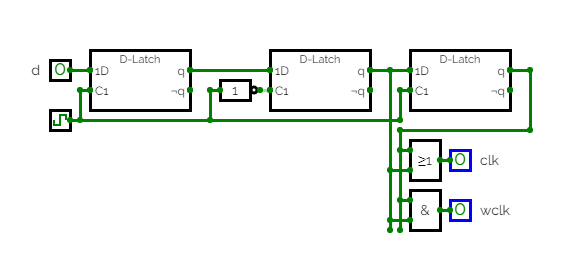 D-Latch D-Latch D-Latch
d 0 1D q 1D q 1D q
C1 ¬q 1 C1 ¬q C1 ¬q
≥1 0 clk
& 0 wclk